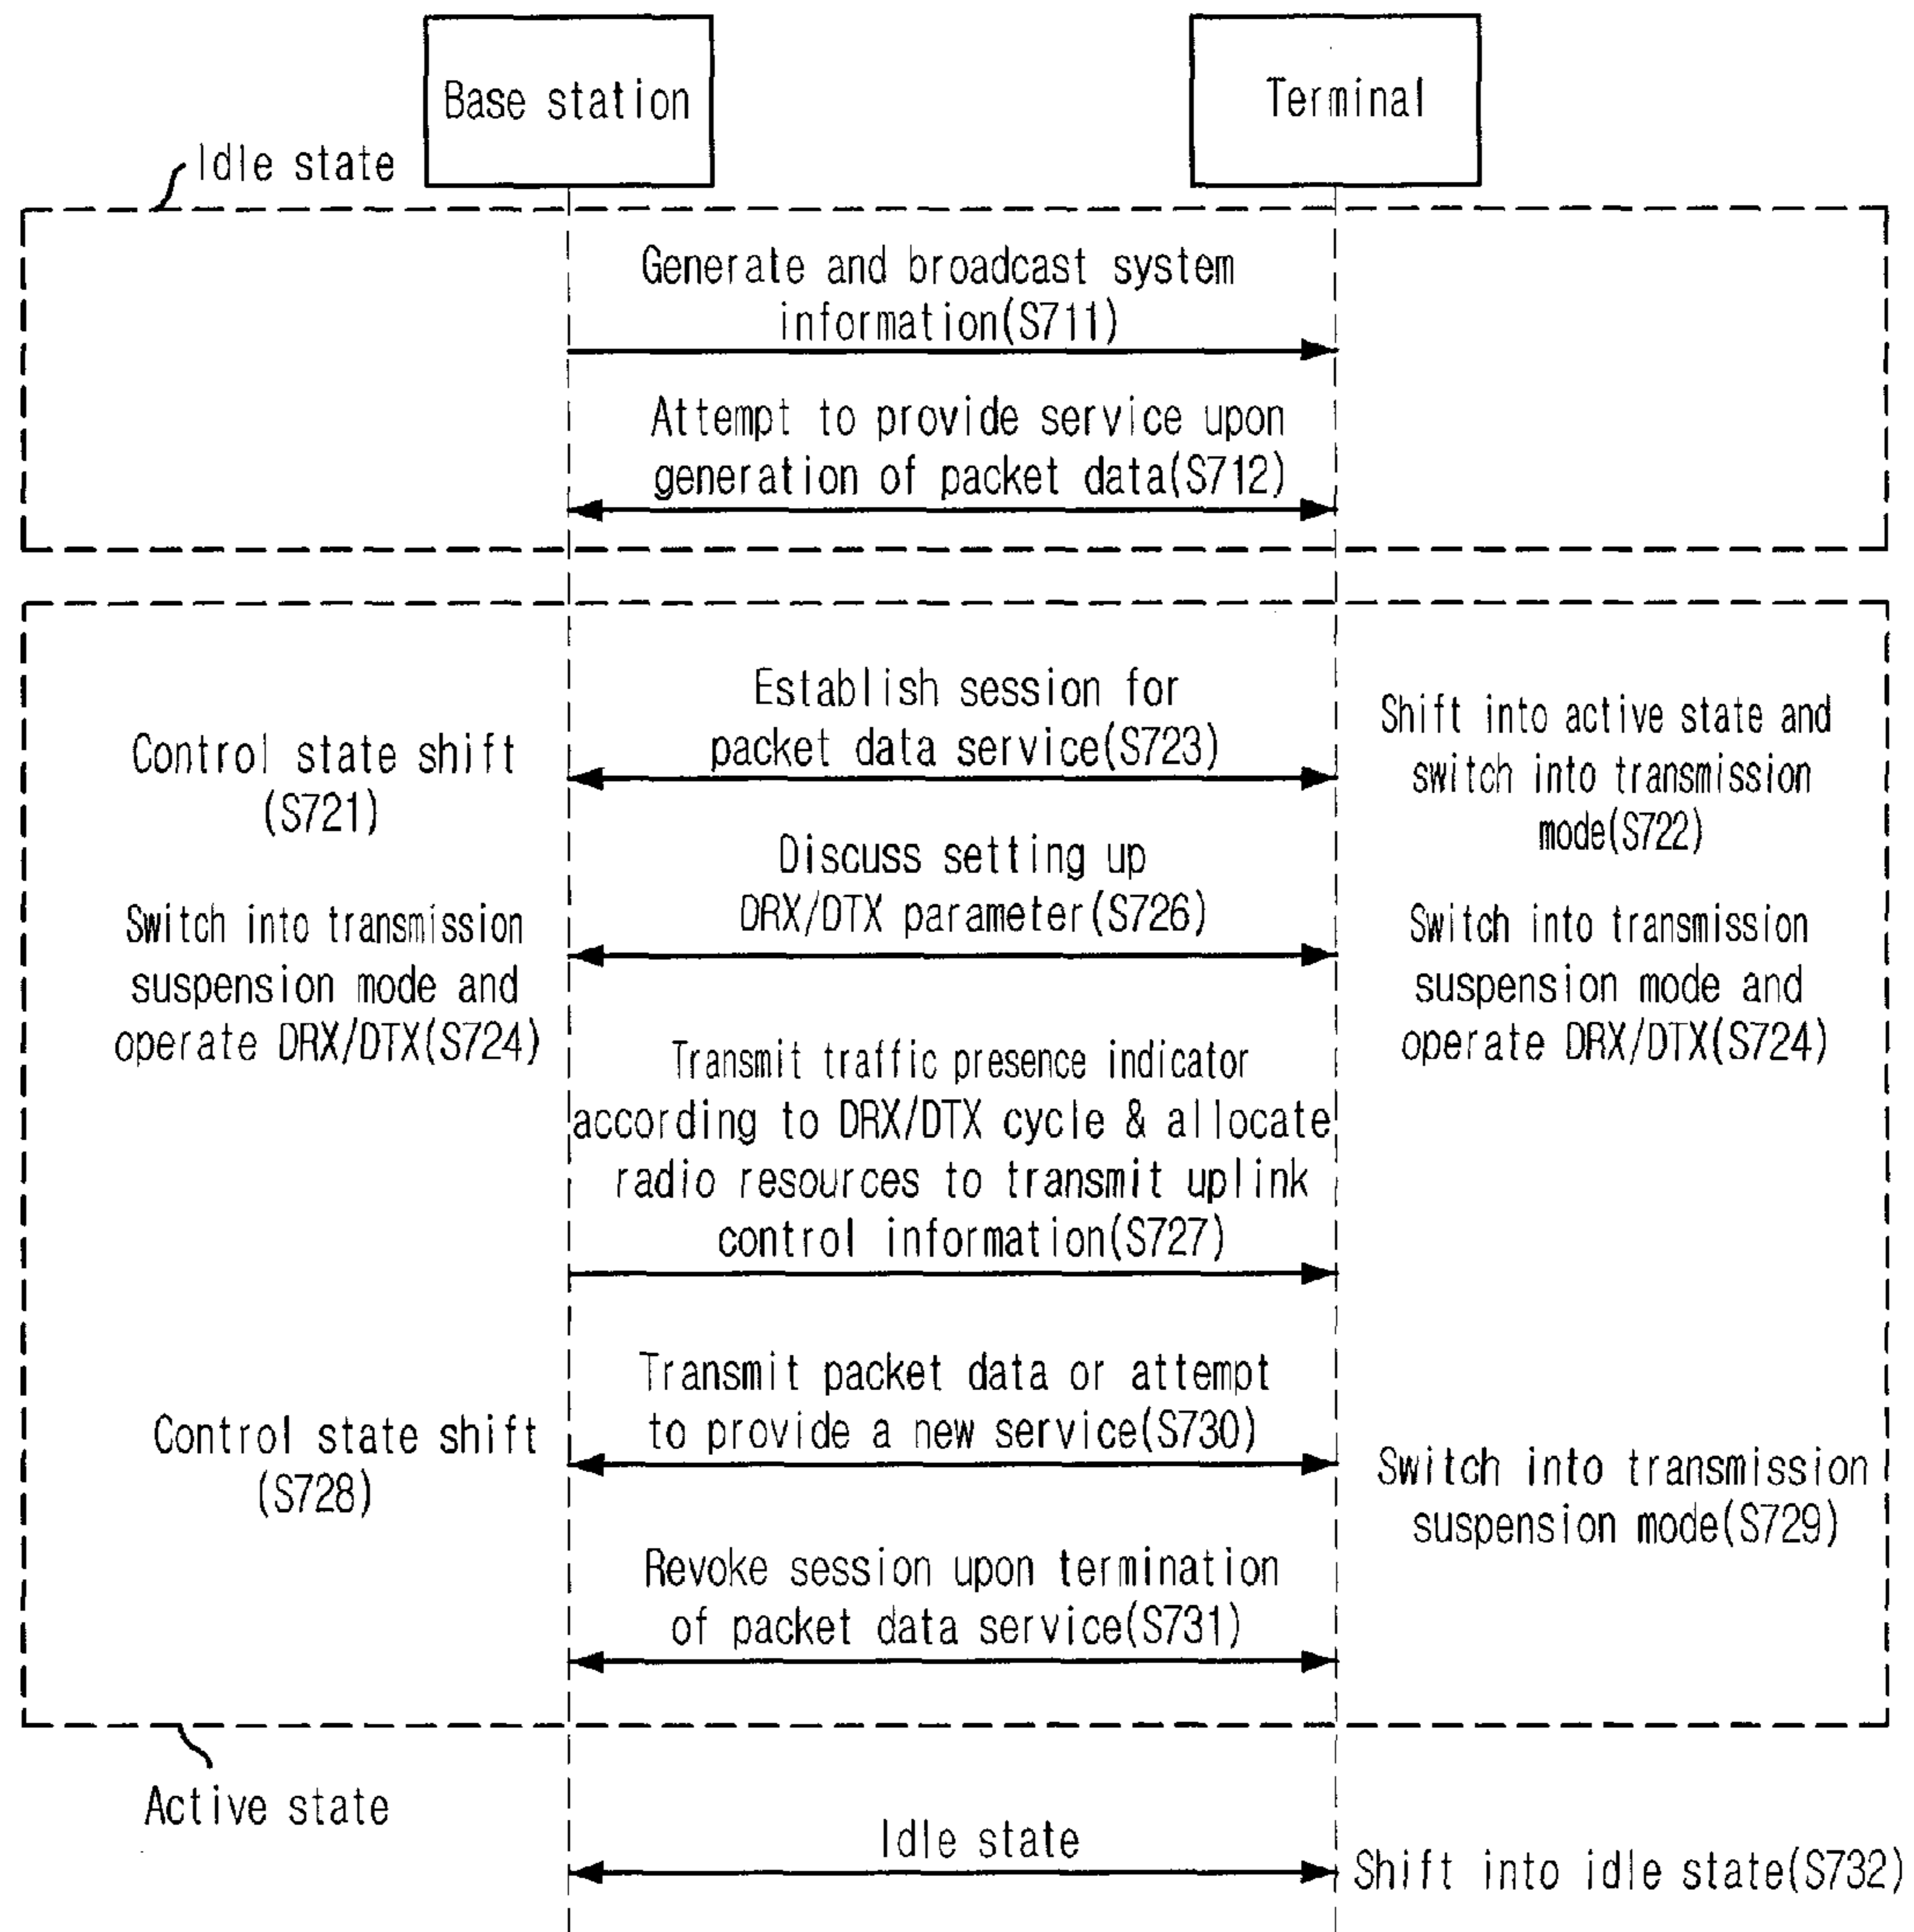 Base station
Terminal
Idle state
Generate and broadcast system
information(S711)
Attempt to provide service upon
generation of packet data(S712)
Establish session for
packet data service(S723)
Control state shift
(S721)
Shift into active state and
switch into transmission
mode(S722)
Discuss setting up
DRX/DTX parameter(S726)
Switch into transmission
suspension mode and
operate DRX/DTX(S724)
Switch into transmission
suspension mode and
operate DRX/DTX(S724)
Transmit traffic presence indicator
according to DRX/DTX cycle & allocate
radio resources to transmit uplink
control information(S727)
Transmit packet data or attempt
to provide a new service(S730)
Control state shift
(S728)
Switch into transmission
suspension mode(S729)
Revoke session upon termination
of packet data service(S731)
Active state
Idle state
Shift into idle state(S732)